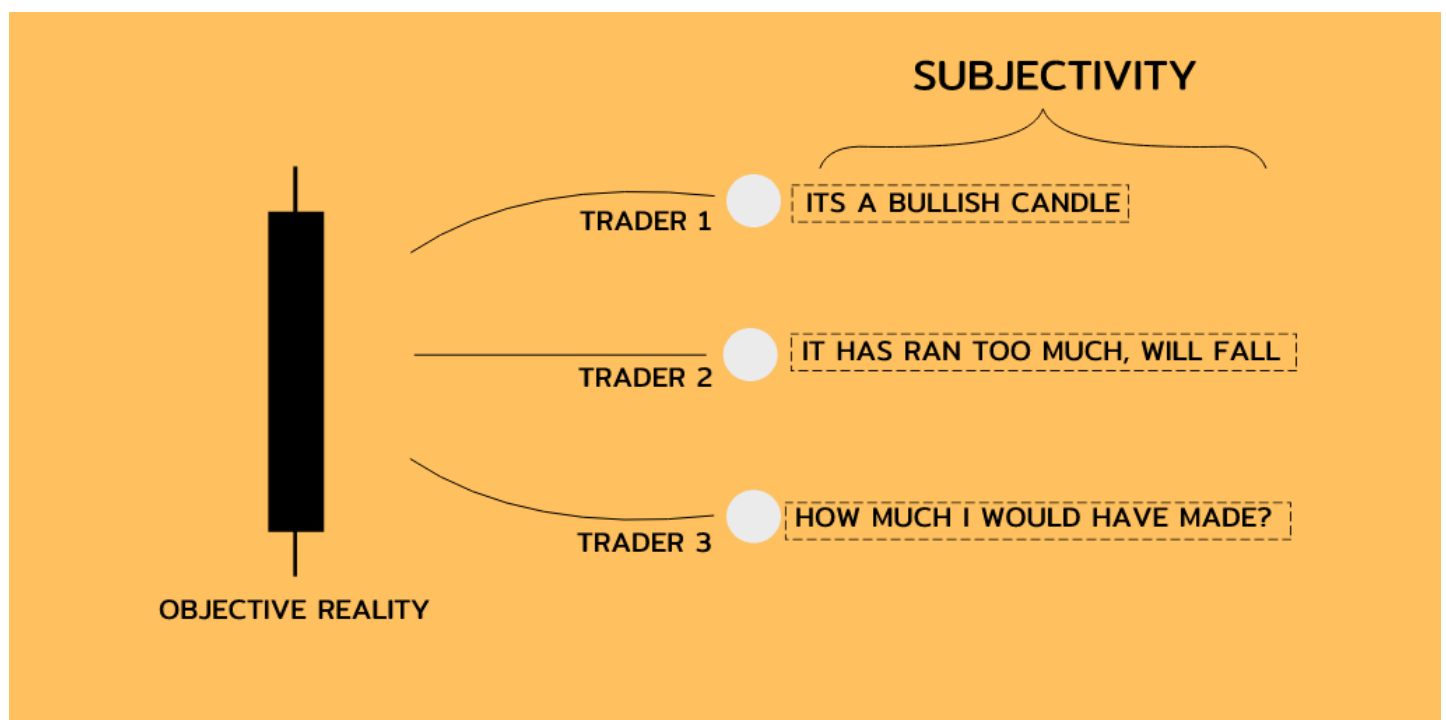 SUBJECTIVITY
TRADER 1
ITS A BULLISH CANDLE
TRADER 2
IT HAS RAN TOO MUCH, WILL FALL
TRADER 3
HOW MUCH I WOULD HAVE MADE?
OBJECTIVE REALITY